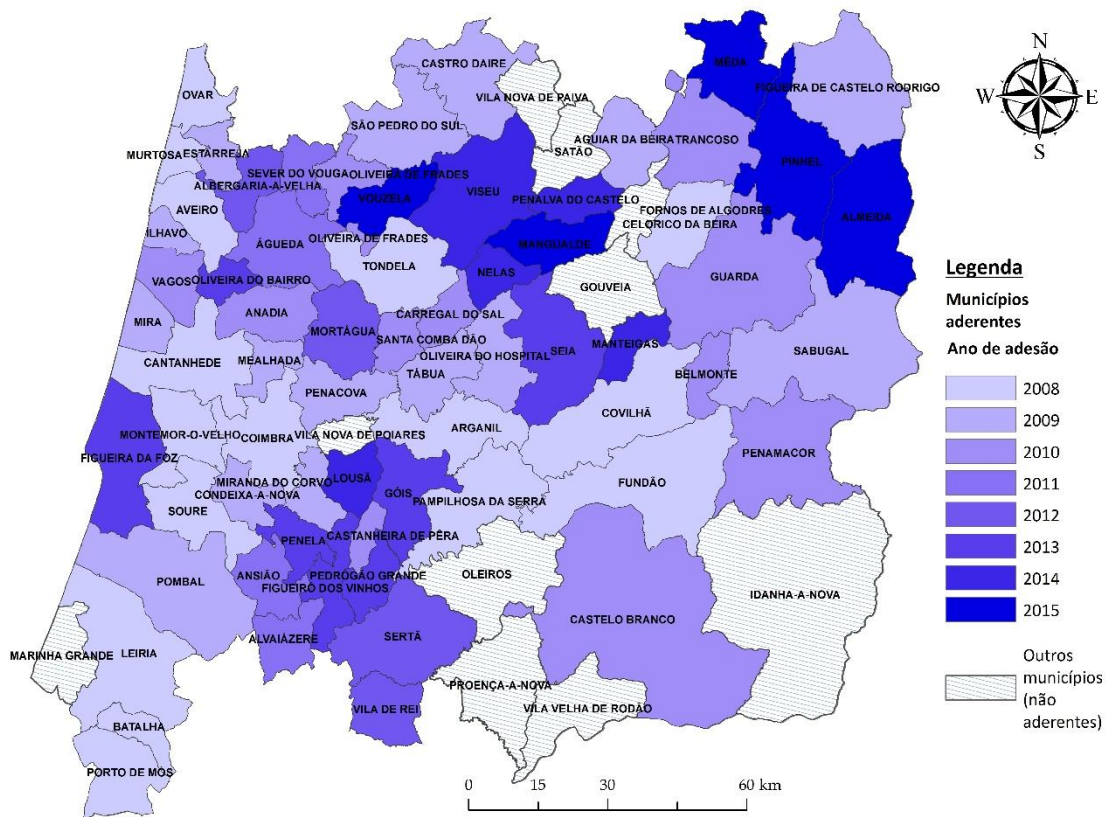 N
W E
S
CASTRO DAIRE
MÊDA
OVAR
FIGUEIRA DE CASTELO RODRIGO
VILA NOVA DE PAIVA
SÃO PEDRO DO SUL
AGUIAR DA BEIRA
TRANCOSO
MURTOSA
ESTARREJA
SATÃO
PINHEL
SEVER DO VOUGA
OLIVEIRA DE FRADES
ALBERGARIA-A-VELHA
VOUZELA
VISEU
PENALVA DO CASTELO
AVEIRO
FORNOS DE ALGODRES
ALMEIDA
CELORICO DA BEIRA
ÍLHAVO
ÁGUEDA
OLIVEIRA DE FRADES
MANGUALDE
TONDELA
NELAS
GUARDA
VAGOS
OLIVEIRA DO BAIRRO
GOUVEIA
ANADIA
CARREGAL DO SAL
MIRA
MORTÁGUA
SANTA COMBA DÃO
SEIA
MANTEIGAS
CANTANHEDE
MEALHADA
OLIVEIRA DO HOSPITAL
SABUGAL
TÁBUA
BELMONTE
PENACOVA
COVILHÃ
ARGANIL
MONTEMOR-O-VELHO
COIMBRA
VILA NOVA DE POIARES
PENAMACOR
FIGUEIRA DA FOZ
LOUSÃ
FUNDÃO
MIRANDA DO CORVO
GÓIS
CONDEIXA-A-NOVA
PAMPILHOSA DA SERRA
SOURE
CASTANHEIRA DE PÊRA
PENELA
OLEIROS
POMBAL
ANSIÃO
PEDRÓGÃO GRANDE
FIGUEIRÓ DOS VINHOS
IDANHA-A-NOVA
CASTELO BRANCO
ALVAIÁZERE
SERTÃ
MARINHA GRANDE
LEIRIA
PROENÇA-A-NOVA
VILA DE REI
VILA VELHA DE RODÃO
BATALHA
PORTO DE MÓS
0 15 30 60 km
Legenda
Municípios
aderentes
Ano de adesão
2008
2009
2010
2011
2012
2013
2014
2015
Outros
municípios
(não
aderentes)